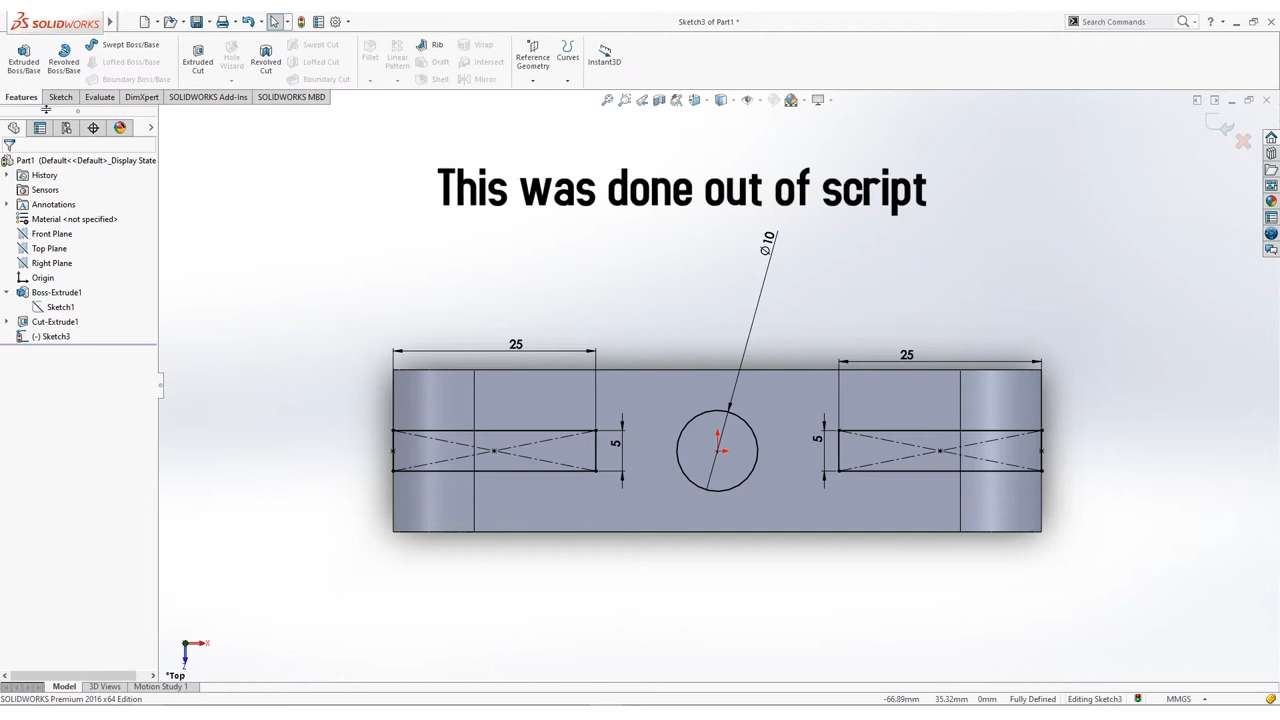 SOLIDWORKS
Sketch3 of Part1 *
Search Commands
Extruded Boss/Base
Revolved Boss/Base
Swept Boss/Base
Lofted Boss/Base
Boundary Boss/Base
Extruded Cut
Hole Wizard
Revolved Cut
Swept Cut
Lofted Cut
Boundary Cut
Fillet
Linear Pattern
Rib
Draft
Shell
Wrap
Intersect
Mirror
Reference Geometry
Curves
Instant3D
Features
Sketch
Evaluate
DimXpert
SOLIDWORKS Add-Ins
SOLIDWORKS MBD
Part1 (Default<<Default>_Display State
History
Sensors
Annotations
Material <not specified>
Front Plane
Top Plane
Right Plane
Origin
Boss-Extrude1
Sketch1
Cut-Extrude1
(-) Sketch3
This was done out of script
∅10
25
25
5
5
X
Z
*Top
Model
3D Views
Motion Study 1
SOLIDWORKS Premium 2016 x64 Edition
-66.89mm
35.32mm
0mm
Fully Defined
Editing Sketch3
MMGS